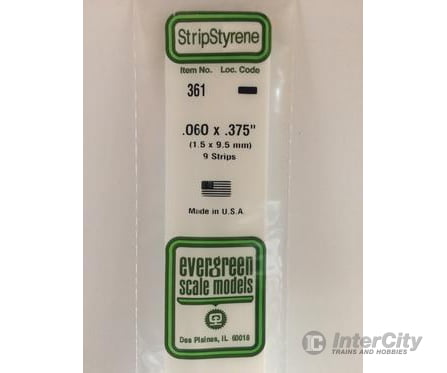 StripStyrene
Item No. Loc. Code
361
.060 x .375"
(1.5 x 9.5 mm)
9 Strips
Made in U.S.A
evergreen
scale models
Des Plaines, IL 60018
InterCity
TRAINS AND HOBBIES